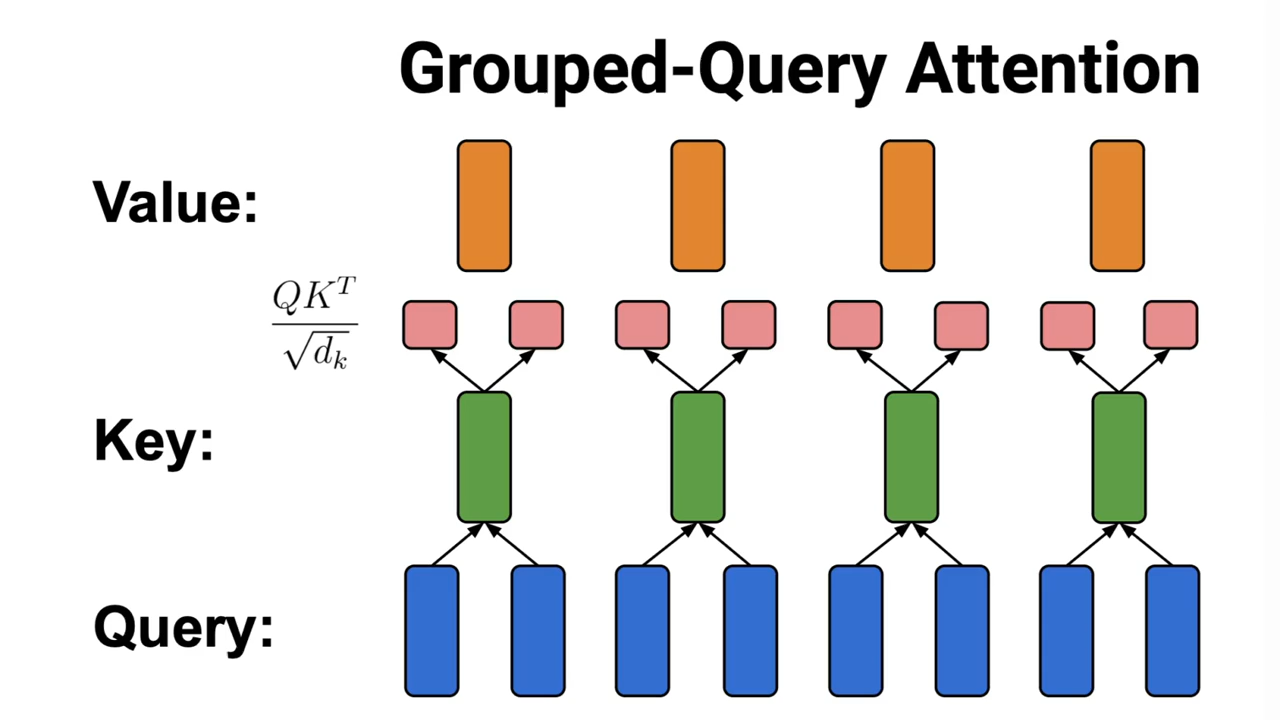 Grouped-Query Attention
Value:
QK^T
√d_k
Key:
Query: